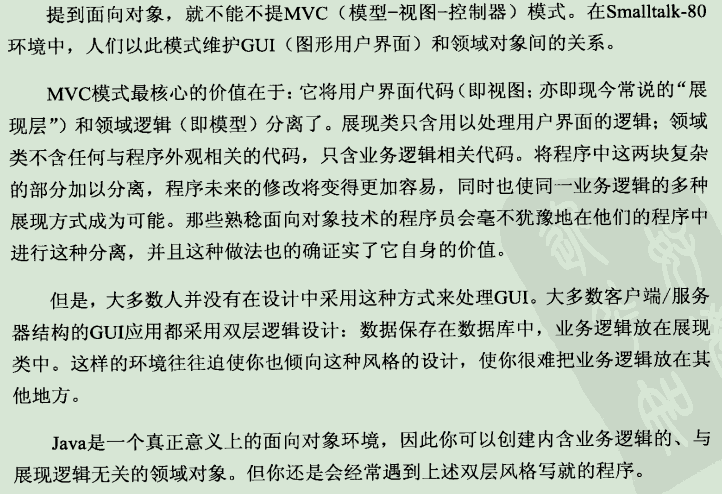 提到面向对象，就不能不提MVC（模型–视图–控制器）模式。在Smalltalk-80
环境中，人们以此模式维护GUI（图形用户界面）和领域对象间的关系。
MVC模式最核心的价值在于：它将用户界面代码（即视图；亦即现今常说的“展
现层”）和领域逻辑（即模型）分离了。展现类只含用以处理用户界面的逻辑；领域
类不含任何与程序外观相关的代码，只含业务逻辑相关代码。将程序中这两块复杂
的部分加以分离，程序未来的修改将变得更加容易，同时也使同一业务逻辑的多种
展现方式成为可能。那些熟稔面向对象技术的程序员会毫不犹豫地在他们的程序中
进行这种分离，并且这种做法也的确证实了它自身的价值。
但是，大多数人并没有在设计中采用这种方式来处理GUI。大多数客户端/服务
器结构的GUI应用都采用双层逻辑设计：数据保存在数据库中，业务逻辑放在展现
类中。这样的环境往往迫使你也倾向这种风格的设计，使你很难把业务逻辑放在其
他地方。
Java是一个真正意义上的面向对象环境，因此你可以创建内含业务逻辑的、与
展现逻辑无关的领域对象。但你还是会经常遇到上述双层风格写就的程序。